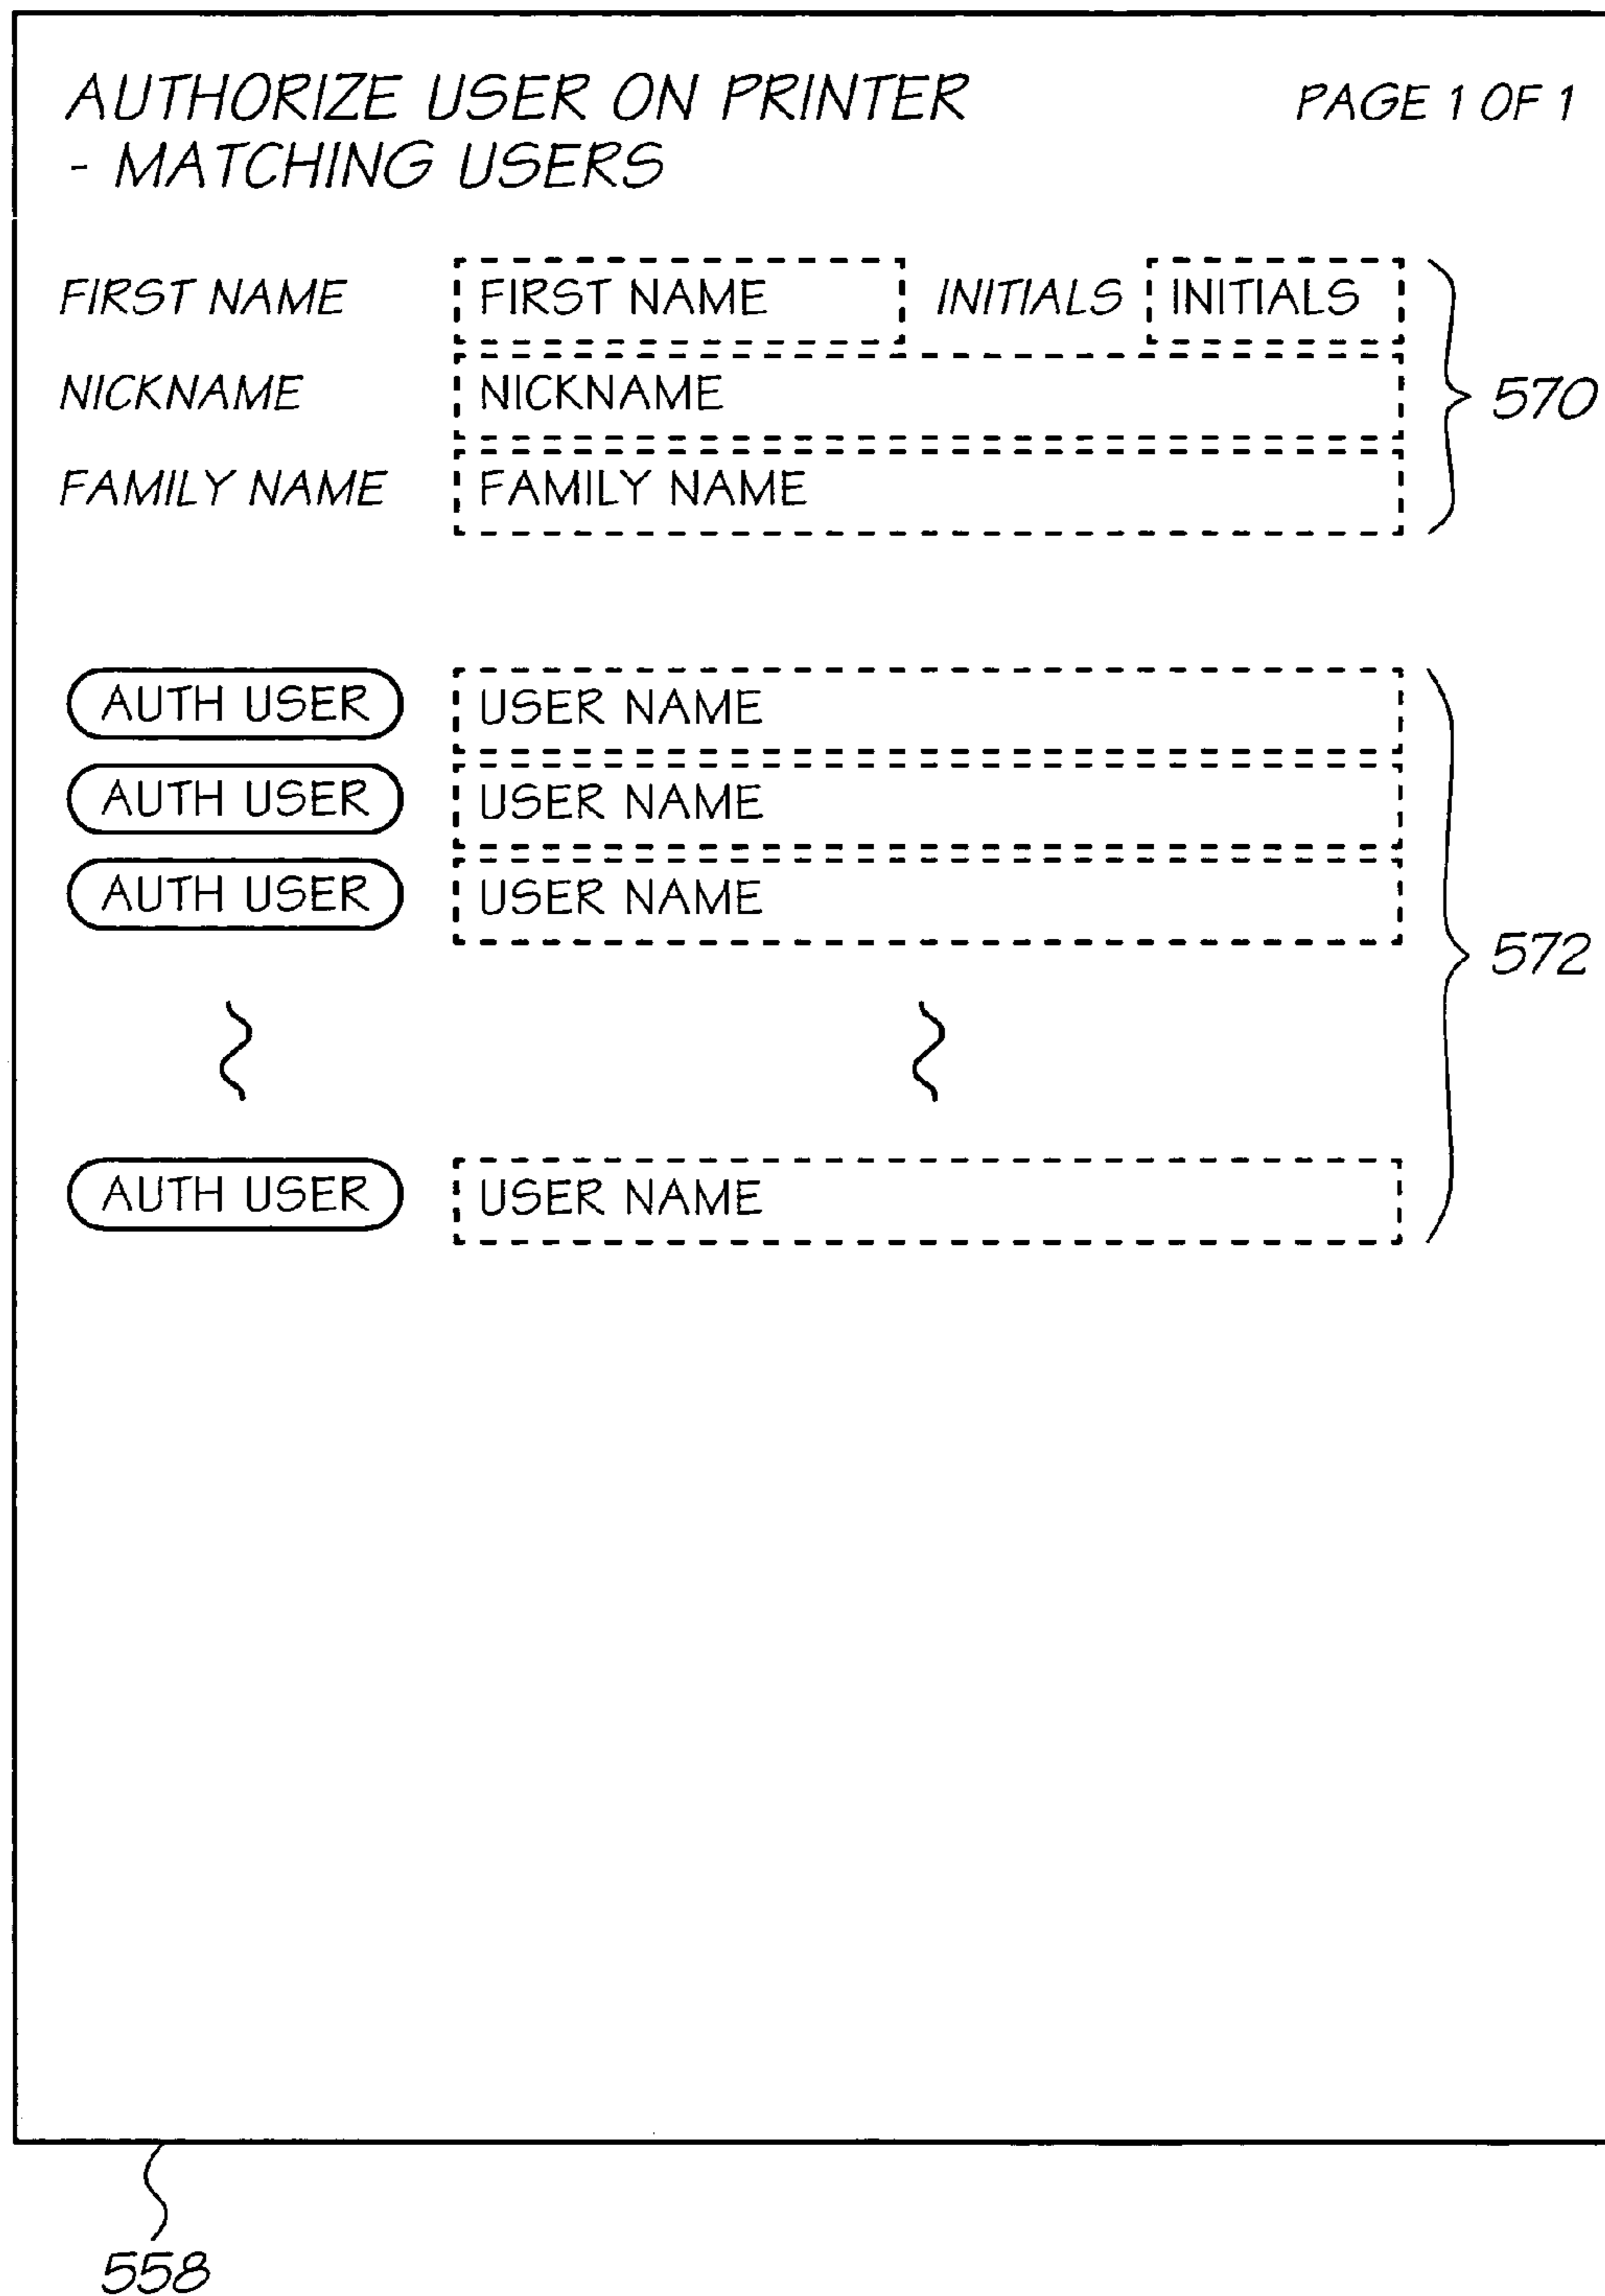 AUTHORIZE USER ON PRINTER PAGE 1 OF 1
- MATCHING USERS
FIRST NAME FIRST NAME INITIALS INITIALS
NICKNAME NICKNAME 570
FAMILY NAME FAMILY NAME
AUTH USER USER NAME
AUTH USER USER NAME
AUTH USER USER NAME
572
AUTH USER USER NAME
558